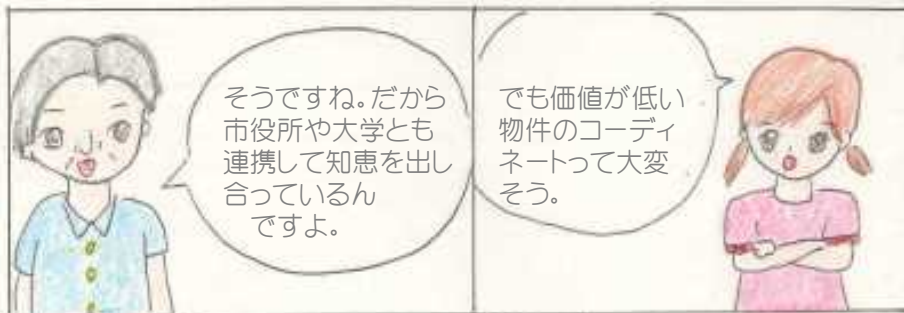 でも価値が低い
物件のコーディ
ネートって大変
そう。
そうですね。だから
市役所や大学とも
連携して知恵を出し
合っているん
ですよ。